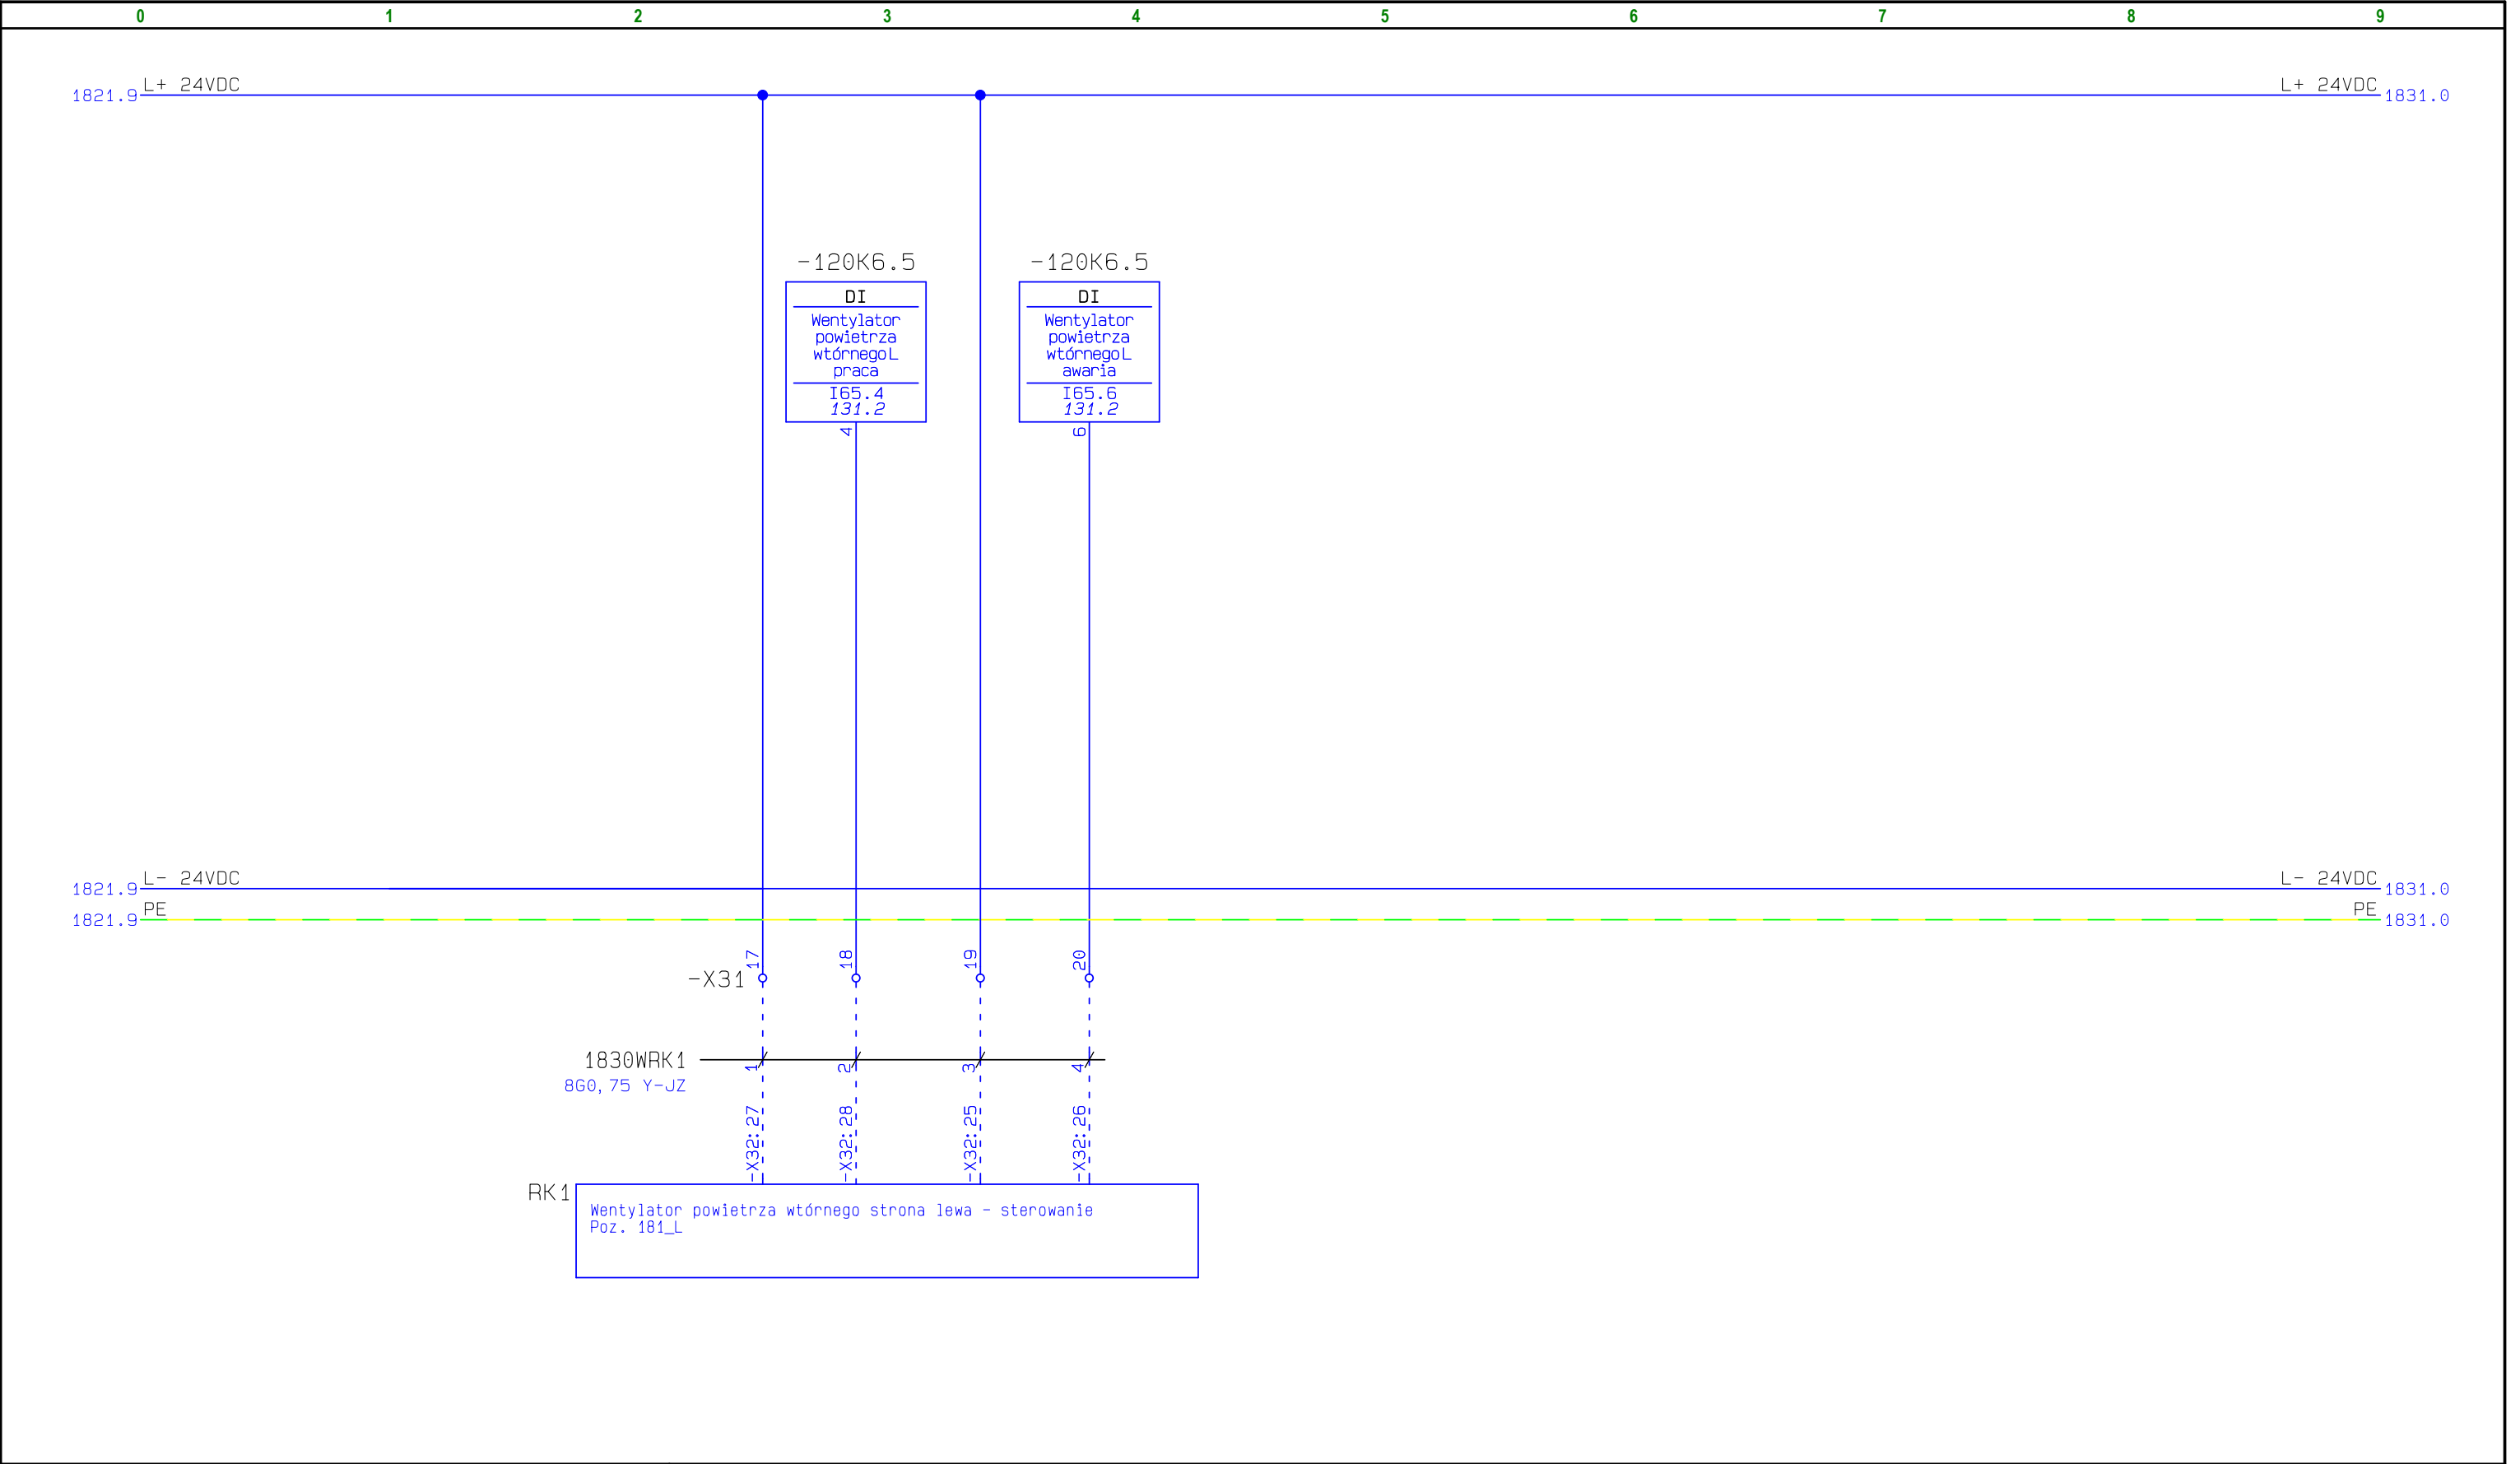 0 1 2 3 4 5 6 7 8 9
L+ 24VDC L+ 24VDC
1821.9 1831.0
-120K6.5 -120K6.5
DI DI
Wentylator Wentylator
powietrza powietrza
wtórnego L wtórnego L
praca awaria
I65.4 I65.6
131.2 131.2
4 6
L- 24VDC L- 24VDC
1821.9 1831.0
PE PE
1821.9 1831.0
17 18 19 20
-X31
1830WRK1
1 2 3 4
8G0,75 Y-JZ
-X32:27 -X32:28 -X32:25 -X32:26
RK1
Wentylator powietrza wtórnego strona lewa - sterowanie
Poz. 181_L